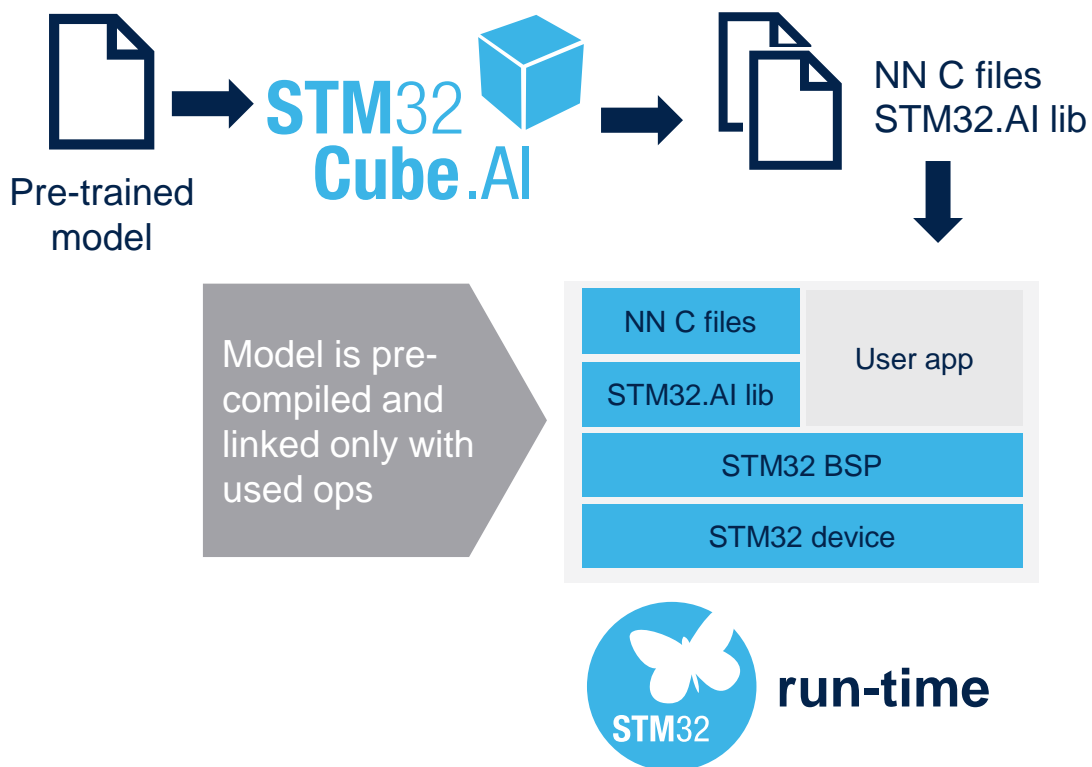 STM32
Cube.AI
NN C files
STM32.AI lib
Pre-trained
model
Model is pre-
compiled and
linked only with
used ops
NN C files
STM32.AI lib
User app
STM32 BSP
STM32 device
STM32
run-time